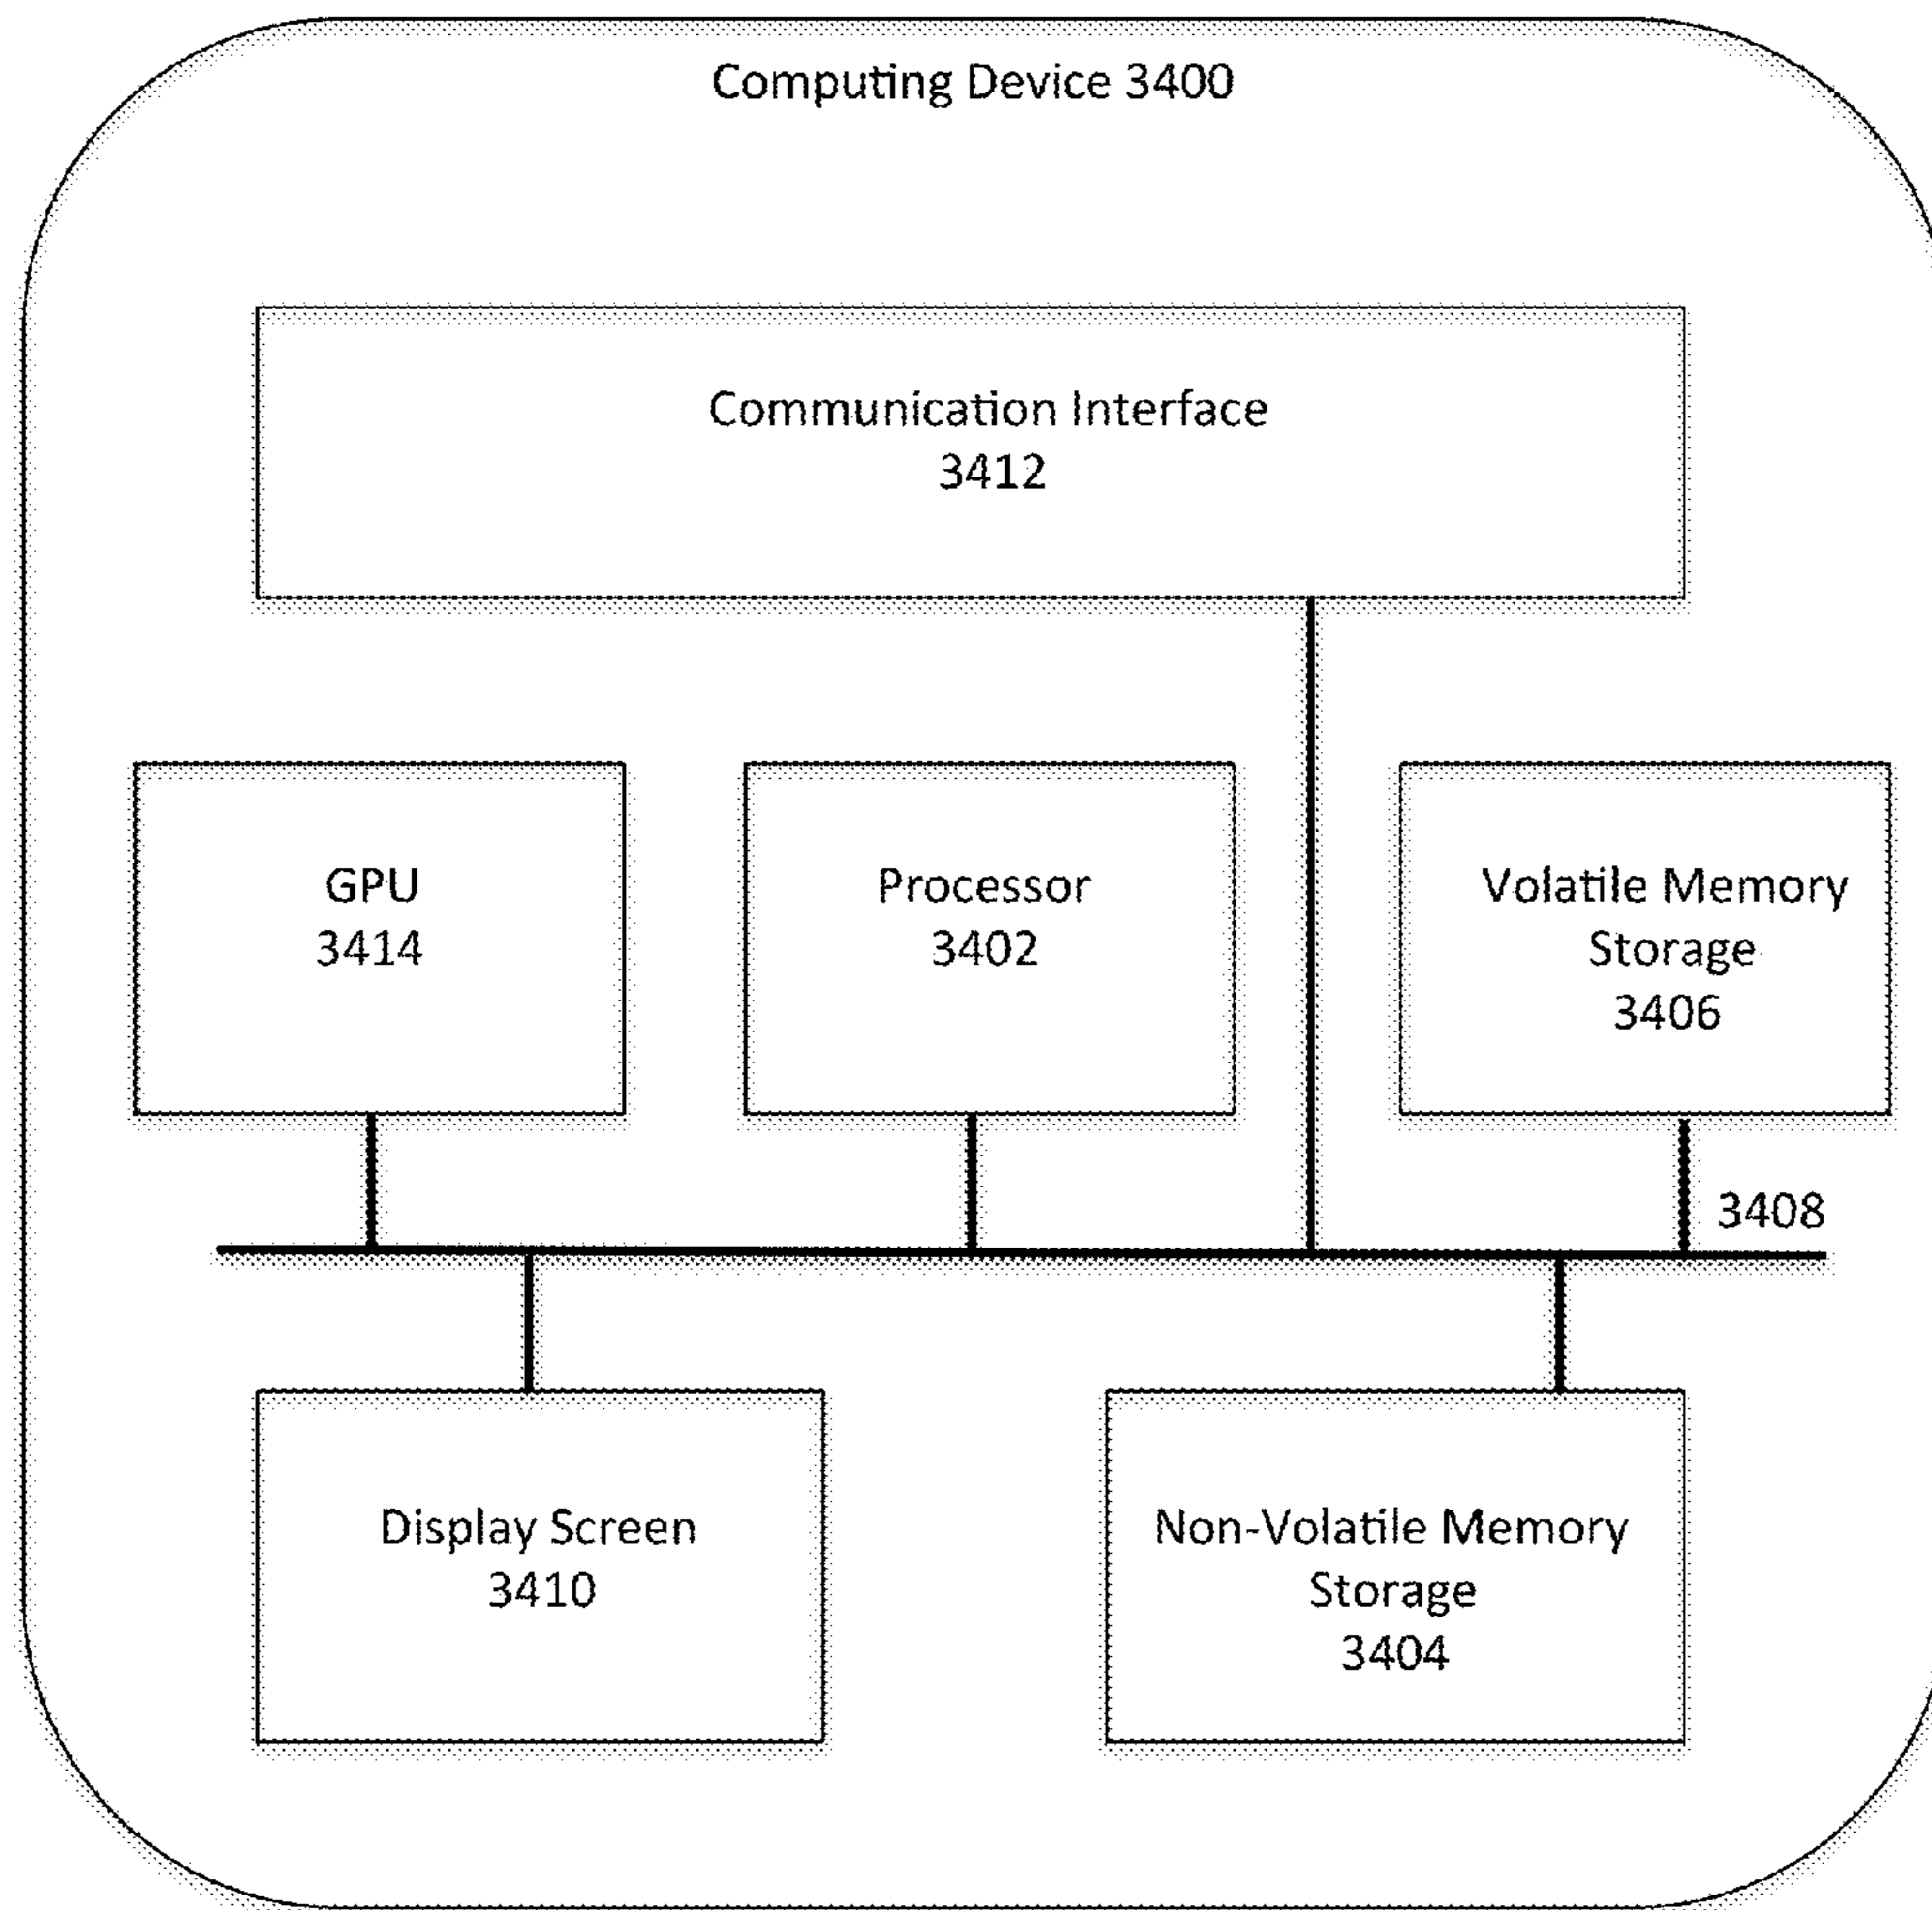 Computing Device 3400
Communication Interface
3412
GPU
3414
Processor
3402
Volatile Memory
Storage
3406
3408
Display Screen
3410
Non-Volatile Memory
Storage
3404